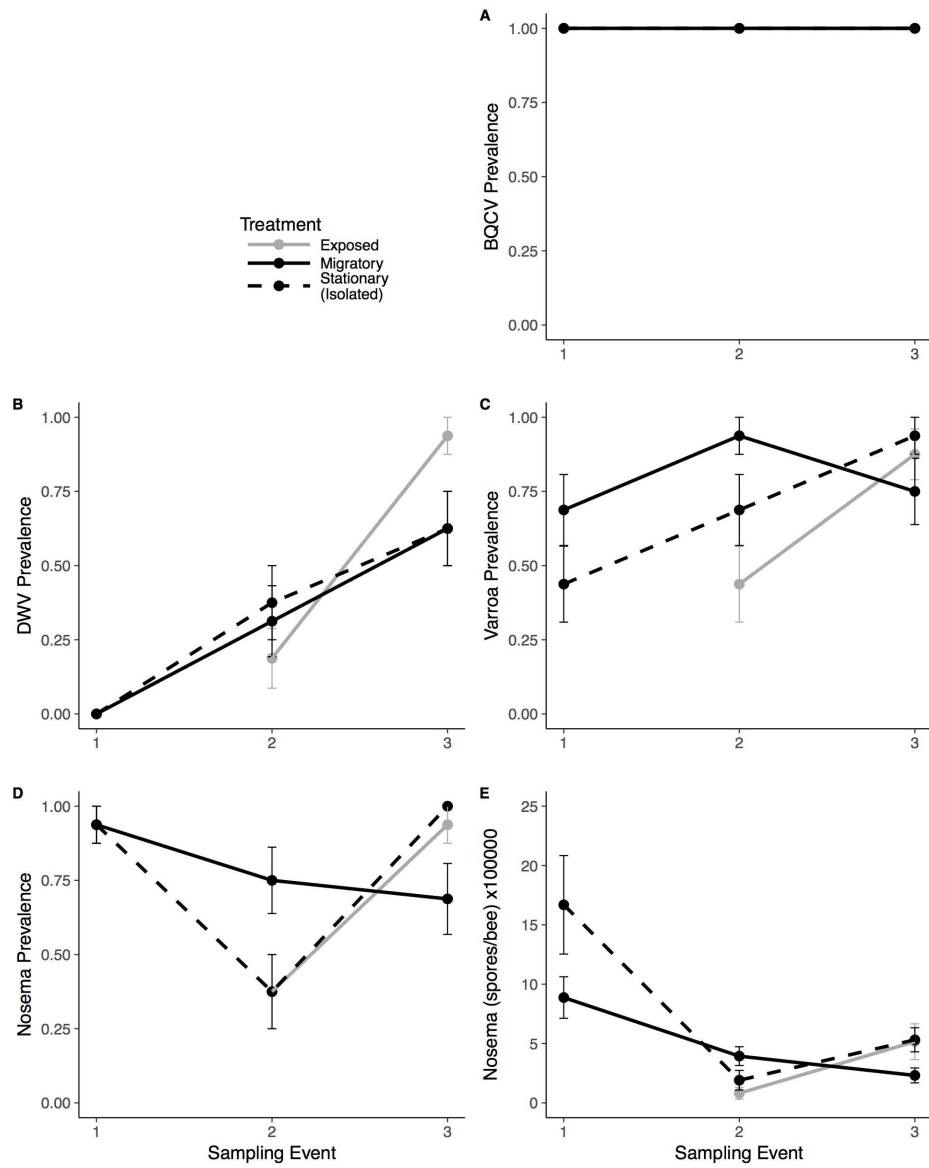 A
BQCV Prevalence
1.00
0.75
0.50
0.25
0.00
1
2
3
Treatment
Exposed
Migratory
Stationary
(Isolated)
B
DWV Prevalence
1.00
0.75
0.50
0.25
0.00
1
2
3
C
Varroa Prevalence
1.00
0.75
0.50
0.25
0.00
1
2
3
D
Nosema Prevalence
1.00
0.75
0.50
0.25
0.00
1
2
3
Sampling Event
E
Nosema (spores/bee) x100000
25
20
15
10
5
0
1
2
3
Sampling Event